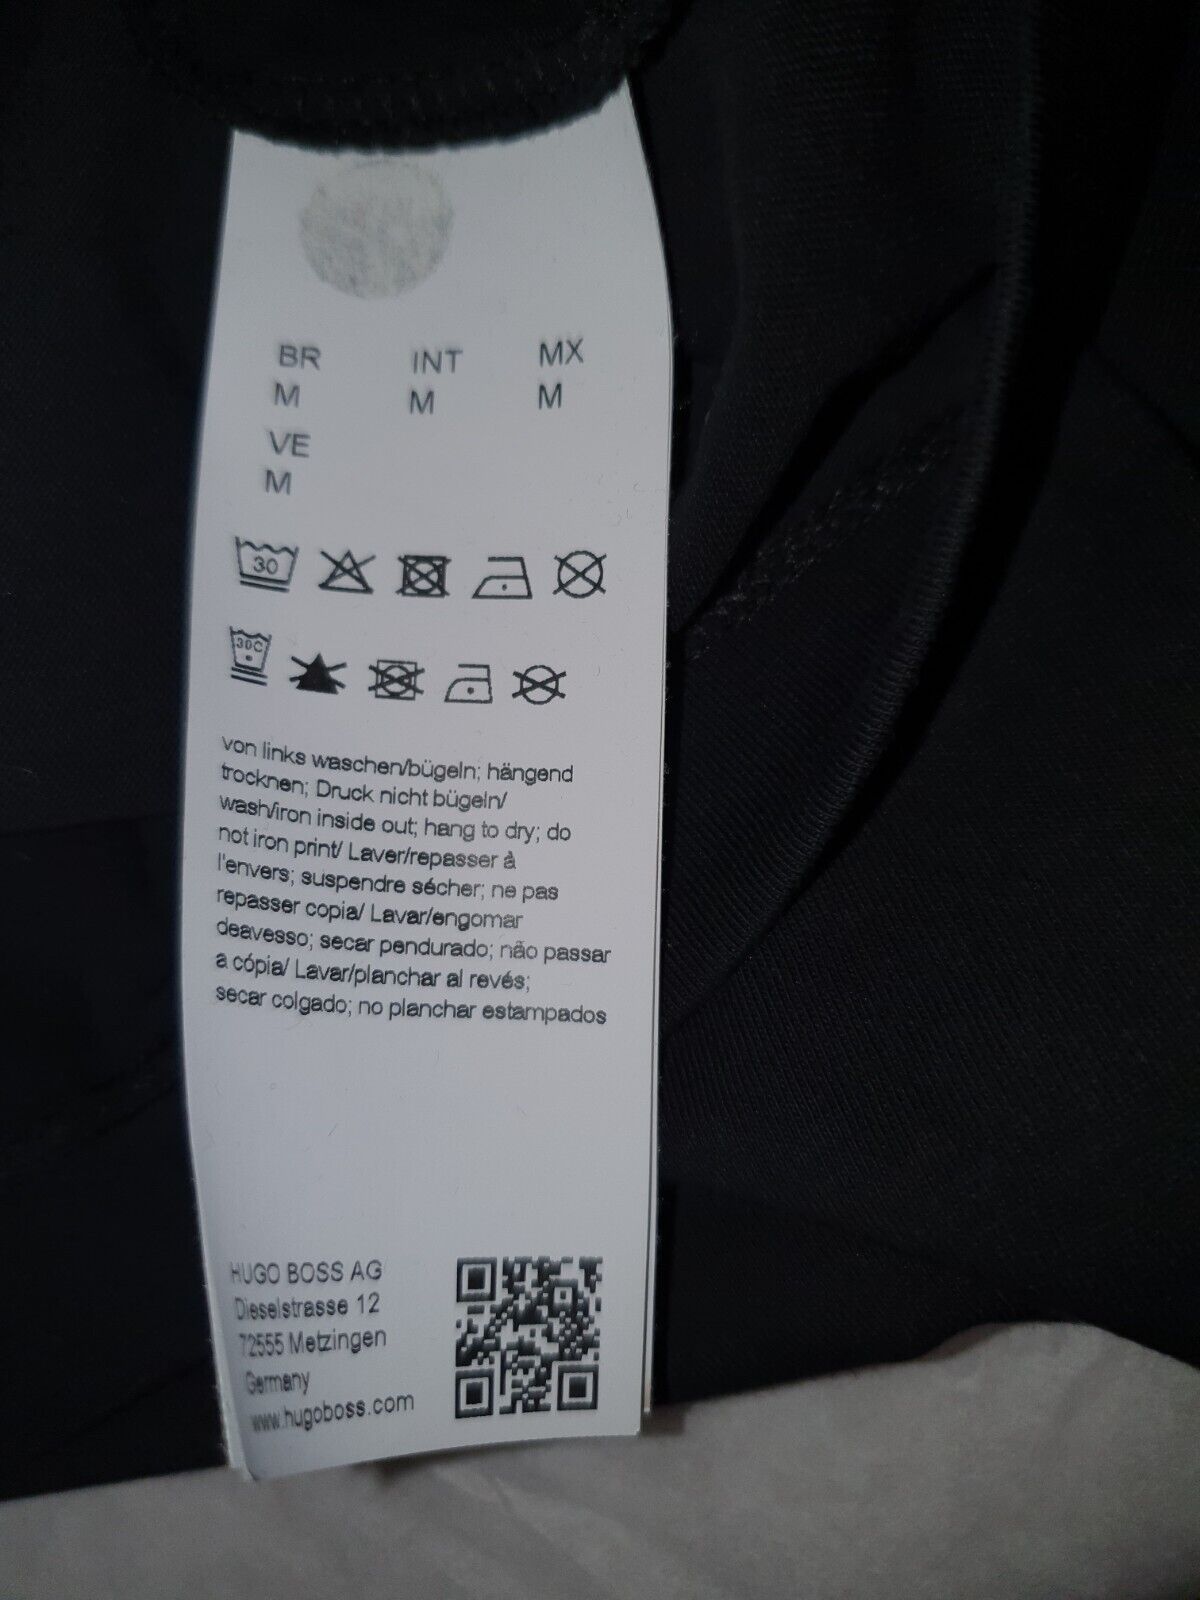 BR INT MX
M M M
VE
M
30
30C
von links waschen/bügeln; hängend
trocknen; Druck nicht bügeln/
wash/iron inside out; hang to dry; do
not iron print/ Laver/repasser à
l'envers; suspendre sécher; ne pas
repasser copia/ Lavar/engomar
deavesso; secar pendurado; não passar
a cópia/ Lavar/planchar al revés;
secar colgado; no planchar estampados
HUGO BOSS AG
Dieselstrasse 12
72555 Metzingen
Germany
www.hugoboss.com